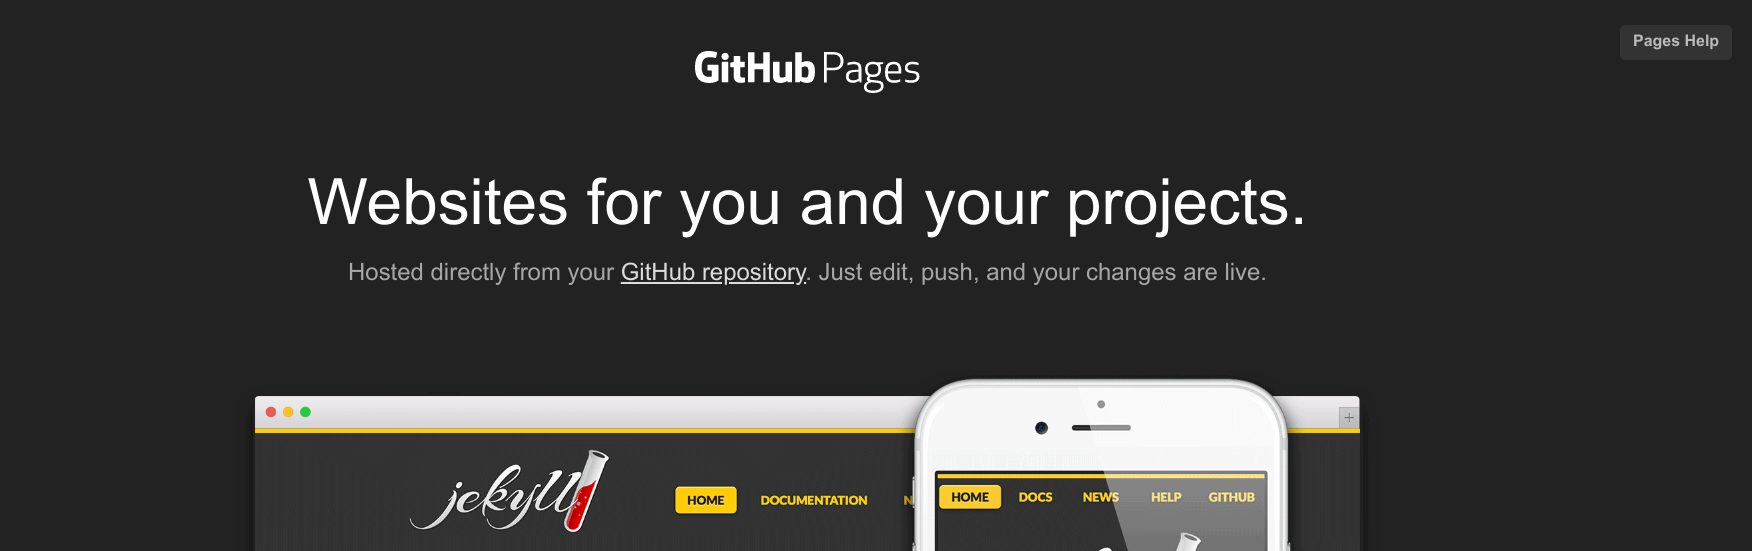 Pages Help
GitHub Pages
Websites for you and your projects.
Hosted directly from your GitHub repository. Just edit, push, and your changes are live.
jekyll
HOME DOCUMENTATION
HOME DOCS NEWS HELP GITHUB